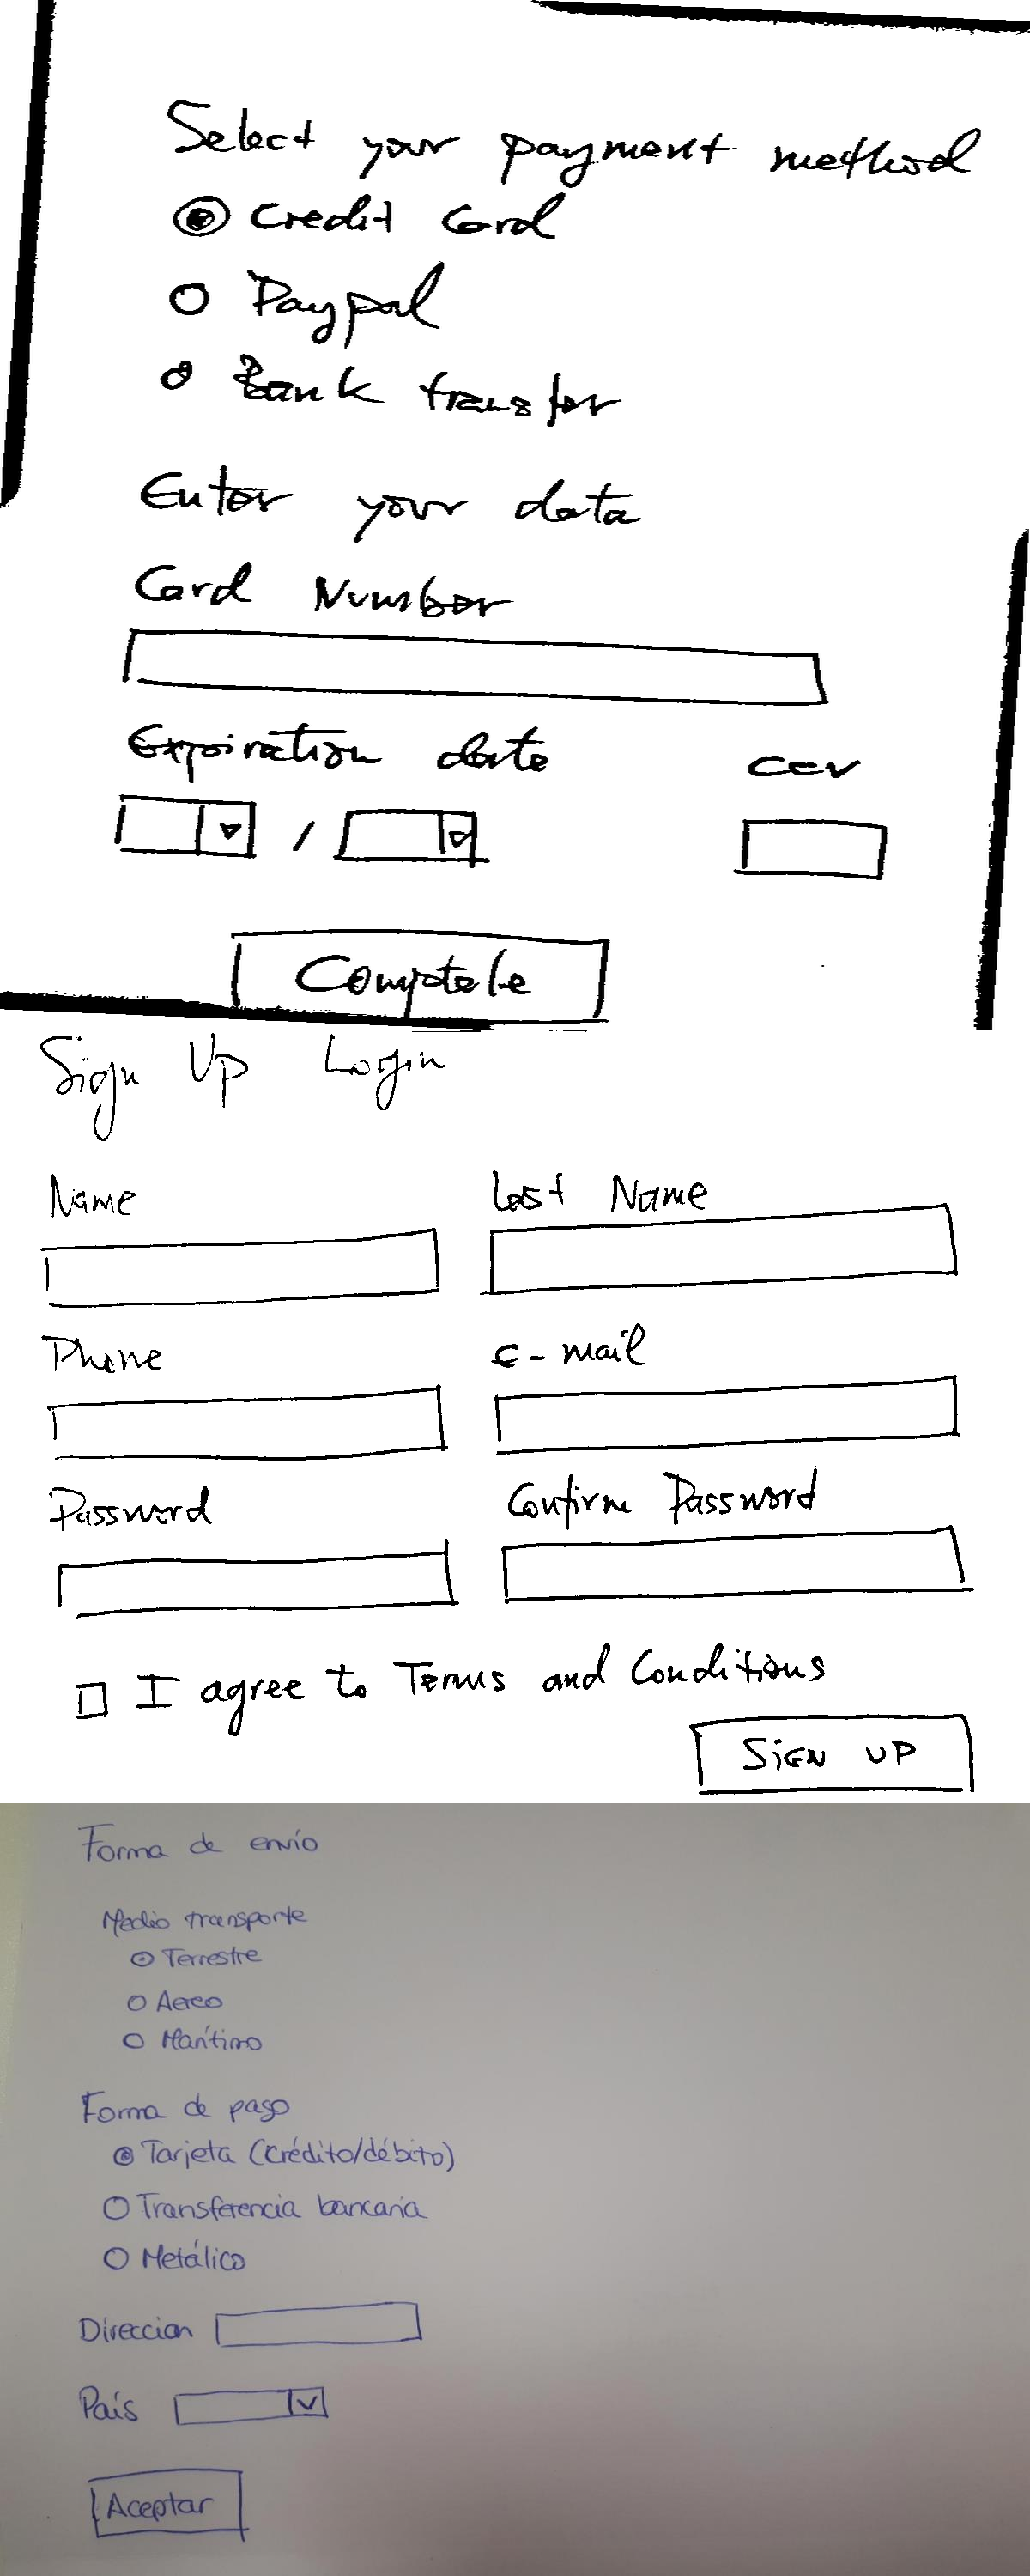 Select your payment method
Credit Card
Paypal
Bank transfer
Enter your data
Card Number
Expiration date CCV
/
Complete
Sign Up Login
Name Last Name
Phone e-mail
Password Confirm Password
I agree to Terms and Conditions
SiGN UP
Forma de envío
Medio transporte
Terrestre
Aereo
Marítimo
Forma de pago
Tarjeta (crédito/débito)
Transferencia bancaria
Metálico
Direccion
País
Aceptar